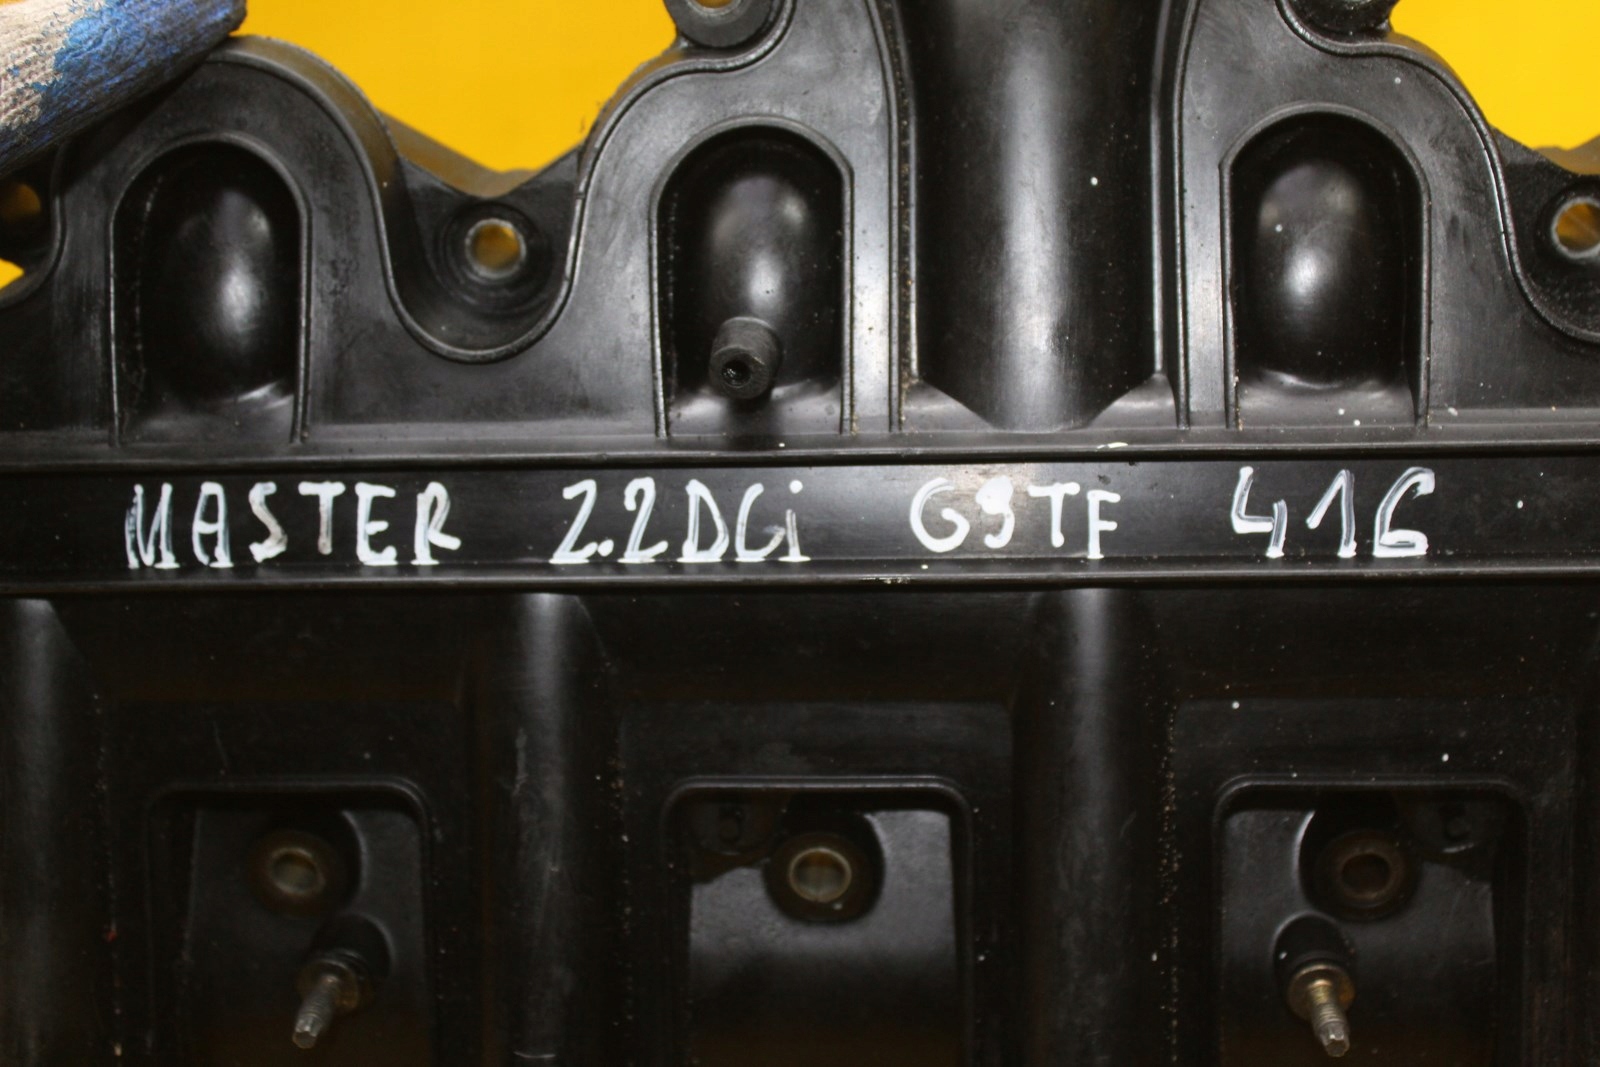 MASTER 2.2DCi G9TF 416